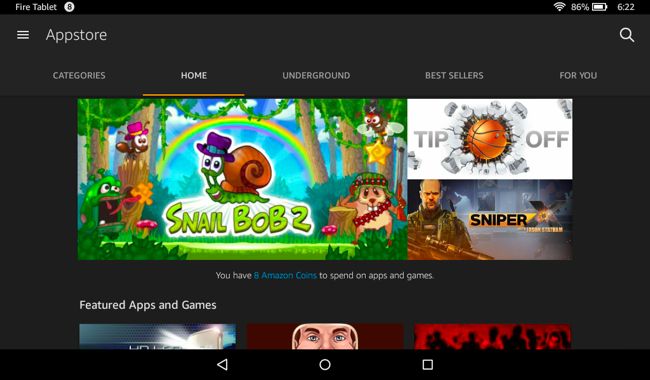 Fire Tablet 8 86% 6:22
Appstore
CATEGORIES HOME UNDERGROUND BEST SELLERS FOR YOU
SNAIL BOB 2
TIP OFF
SNIPER X
JASON STATHAM
You have 8 Amazon Coins to spend on apps and games.
Featured Apps and Games